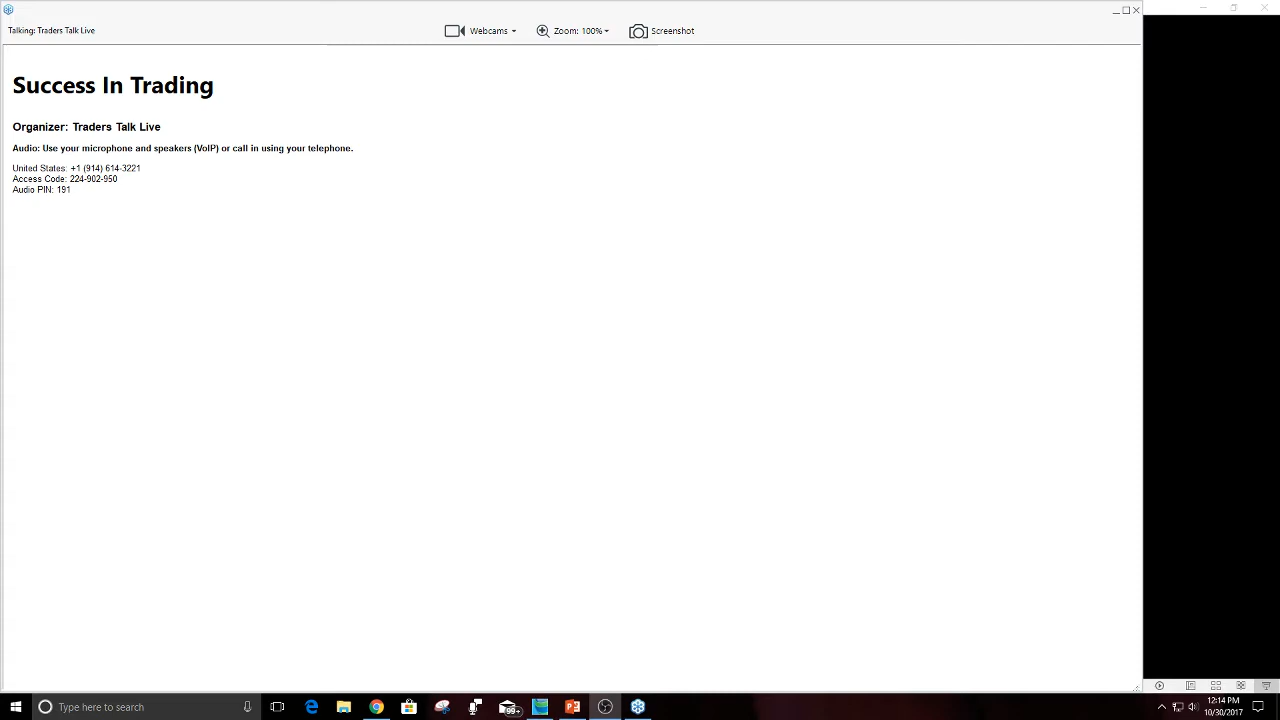 Talking: Traders Talk Live
Webcams
Zoom: 100%
Screenshot
Success In Trading
Organizer: Traders Talk Live
Audio: Use your microphone and speakers (VoIP) or call in using your telephone.
United States: +1 (914) 614-3221
Access Code: 224-902-950
Audio PIN: 191
Type here to search
99+
12:14 PM
10/30/2017